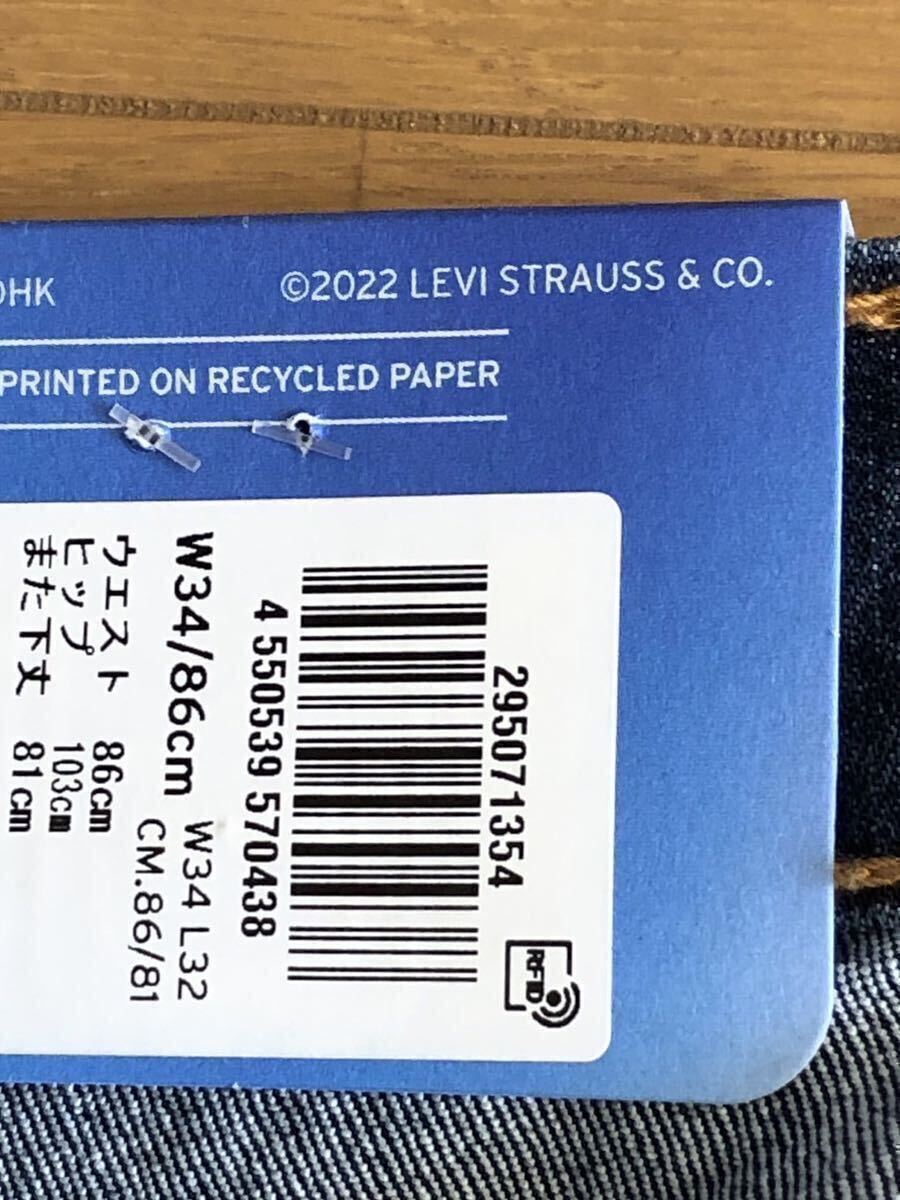 ©2022 LEVI STRAUSS & CO.
PRINTED ON RECYCLED PAPER
295071354
4 550539 570438
W34/86cm W34 L32
CM.86/81
ウエスト 86cm
ヒップ 103cm
また下丈 81cm
RFID